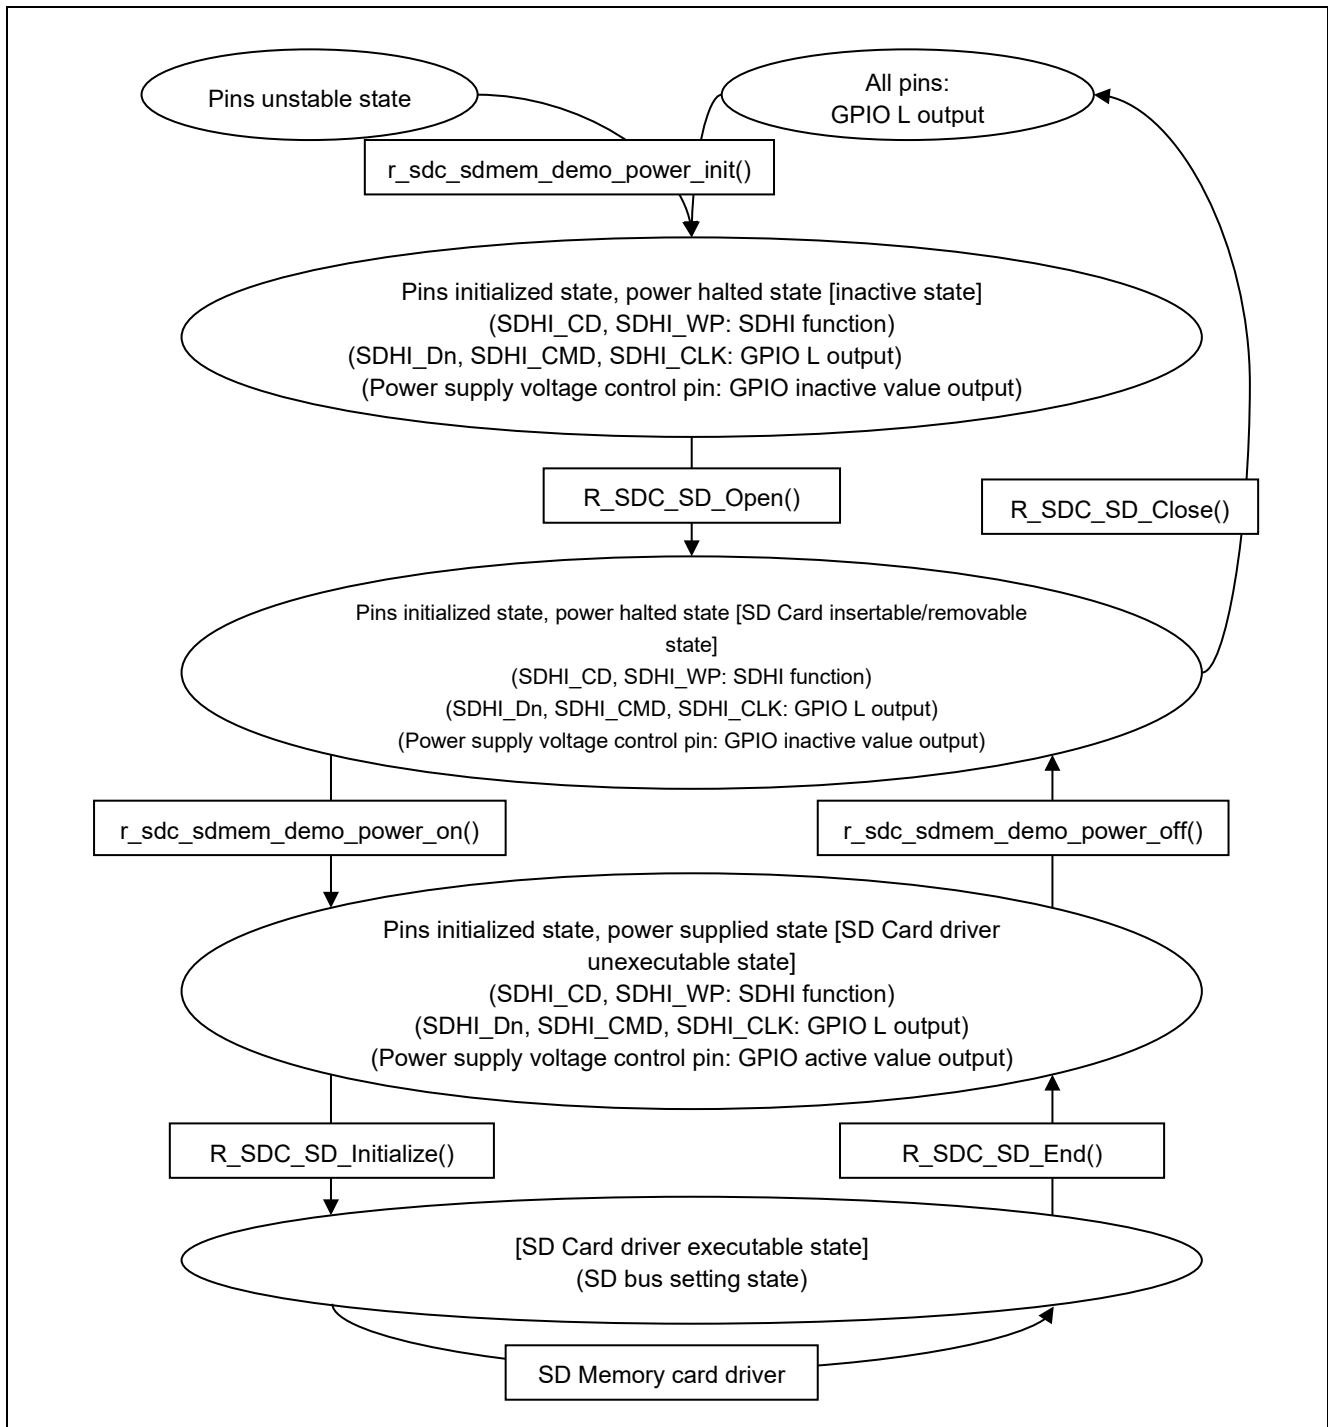 Pins unstable state
All pins:
GPIO L output
r_sdc_sdmem_demo_power_init()
Pins initialized state, power halted state [inactive state]
(SDHI_CD, SDHI_WP: SDHI function)
(SDHI_Dn, SDHI_CMD, SDHI_CLK: GPIO L output)
(Power supply voltage control pin: GPIO inactive value output)
R_SDC_SD_Open()
R_SDC_SD_Close()
Pins initialized state, power halted state [SD Card insertable/removable
state]
(SDHI_CD, SDHI_WP: SDHI function)
(SDHI_Dn, SDHI_CMD, SDHI_CLK: GPIO L output)
(Power supply voltage control pin: GPIO inactive value output)
r_sdc_sdmem_demo_power_on()
r_sdc_sdmem_demo_power_off()
Pins initialized state, power supplied state [SD Card driver
unexecutable state]
(SDHI_CD, SDHI_WP: SDHI function)
(SDHI_Dn, SDHI_CMD, SDHI_CLK: GPIO L output)
(Power supply voltage control pin: GPIO active value output)
R_SDC_SD_Initialize()
R_SDC_SD_End()
[SD Card driver executable state]
(SD bus setting state)
SD Memory card driver